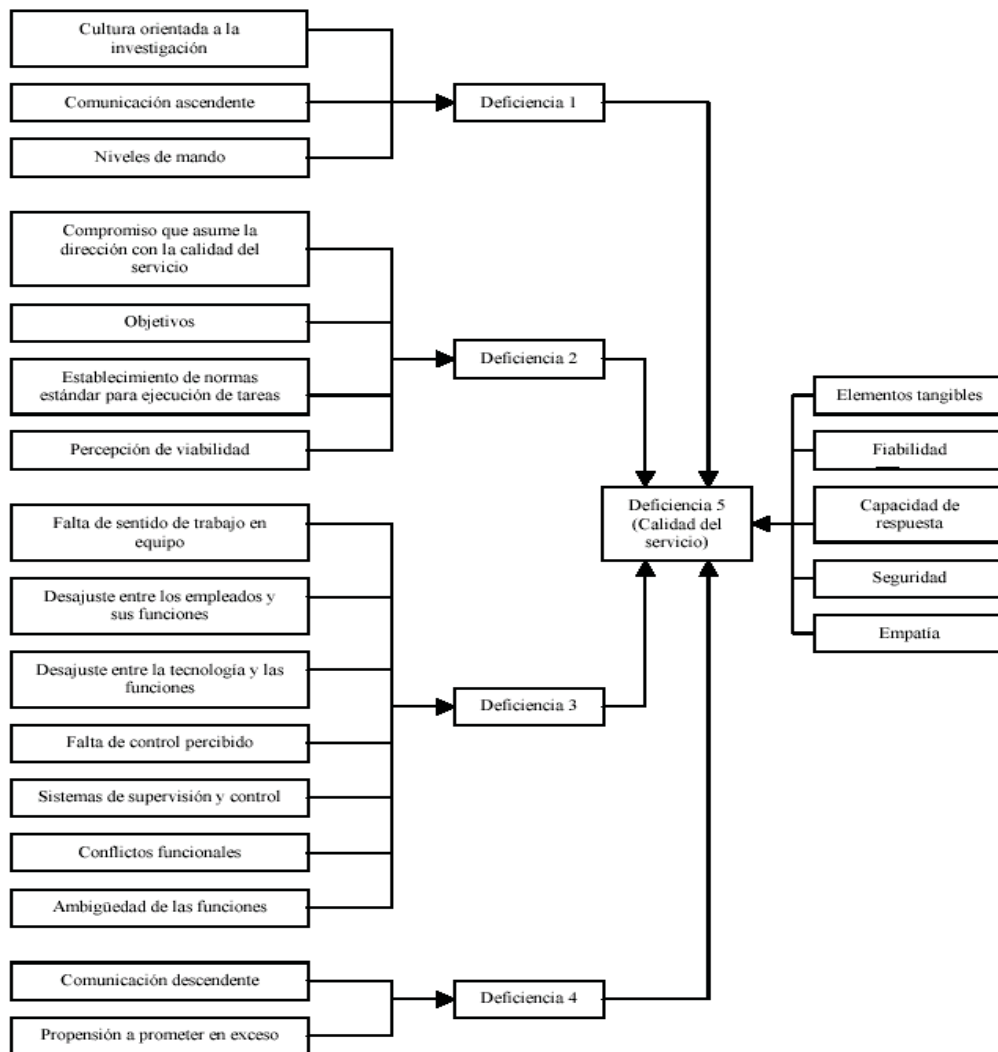 Cultura orientada a la
investigación
Comunicación ascendente
Niveles de mando
Deficiencia 1
Compromiso que asume la
dirección con la calidad del
servicio
Objetivos
Establecimiento de normas
estándar para ejecución de tareas
Percepción de viabilidad
Deficiencia 2
Falta de sentido de trabajo en
equipo
Desajuste entre los empleados y
sus funciones
Desajuste entre la tecnología y las
funciones
Falta de control percibido
Sistemas de supervisión y control
Conflictos funcionales
Ambigüedad de las funciones
Deficiencia 3
Comunicación descendente
Propensión a prometer en exceso
Deficiencia 4
Deficiencia 5
(Calidad del
servicio)
Elementos tangibles
Fiabilidad
Capacidad de
respuesta
Seguridad
Empatía